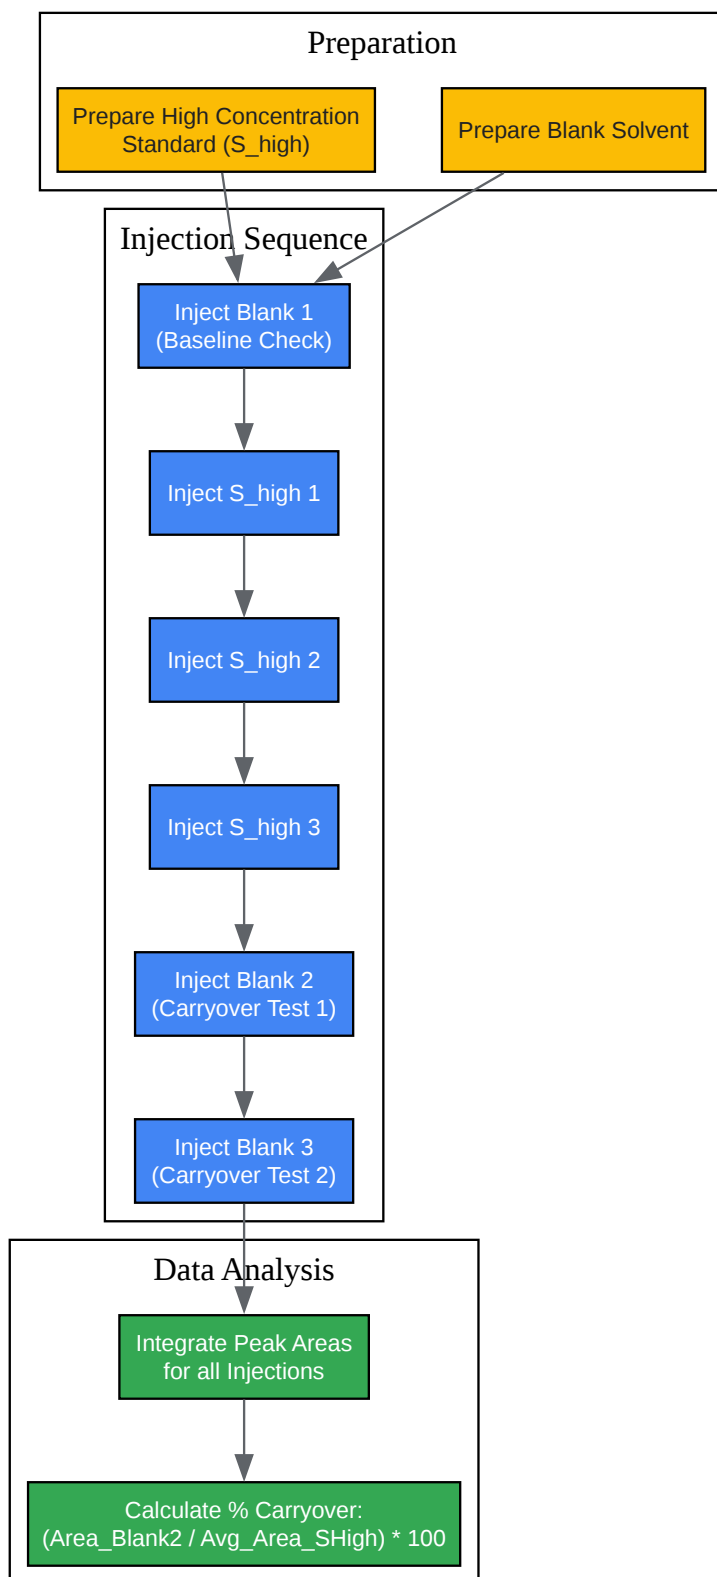 Preparation
Prepare High Concentration
Standard (S_high)
Prepare Blank Solvent
Injection Sequence
Inject Blank 1
(Baseline Check)
Inject S_high 1
Inject S_high 2
Inject S_high 3
Inject Blank 2
(Carryover Test 1)
Inject Blank 3
(Carryover Test 2)
Data Analysis
Integrate Peak Areas
for all Injections
Calculate % Carryover:
(Area_Blank2 / Avg_Area_SHigh) * 100